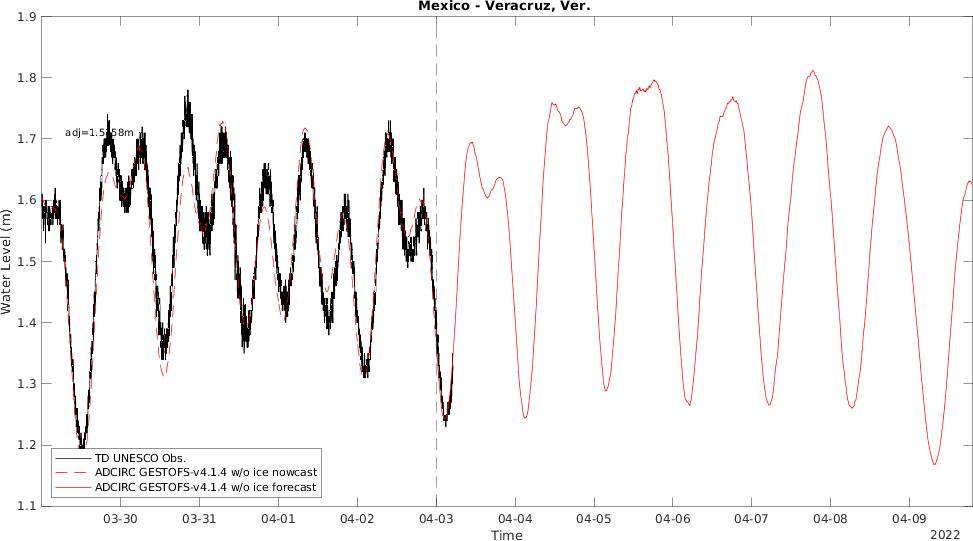 Mexico - Veracruz, Ver.
1.9
1.8
1.7
1.6
1.5
1.4
1.3
1.2
1.1
Water Level (m)
TD UNESCO Obs.
ADCIRC GESTOFS-v4.1.4 w/o ice nowcast
ADCIRC GESTOFS-v4.1.4 w/o ice forecast
03-30 03-31 04-01 04-02 04-03 04-04 04-05 04-06 04-07 04-08 04-09
Time
2022